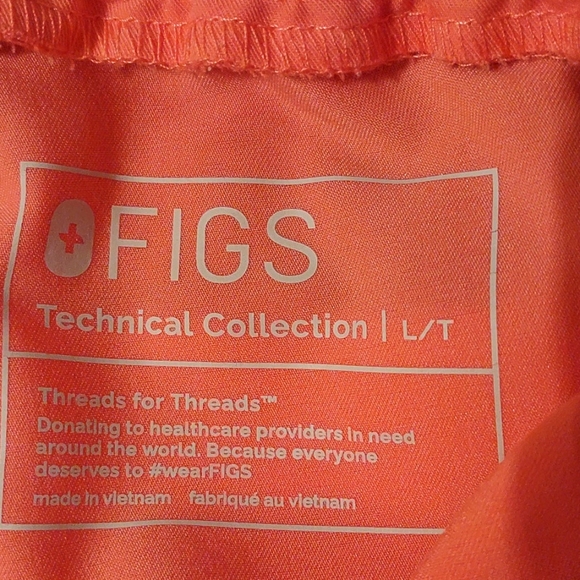 FIGS
Technical Collection | L/T
Threads for Threads™
Donating to healthcare providers in need
around the world. Because everyone
deserves to #wearFIGS
made in vietnam fabriqué au vietnam